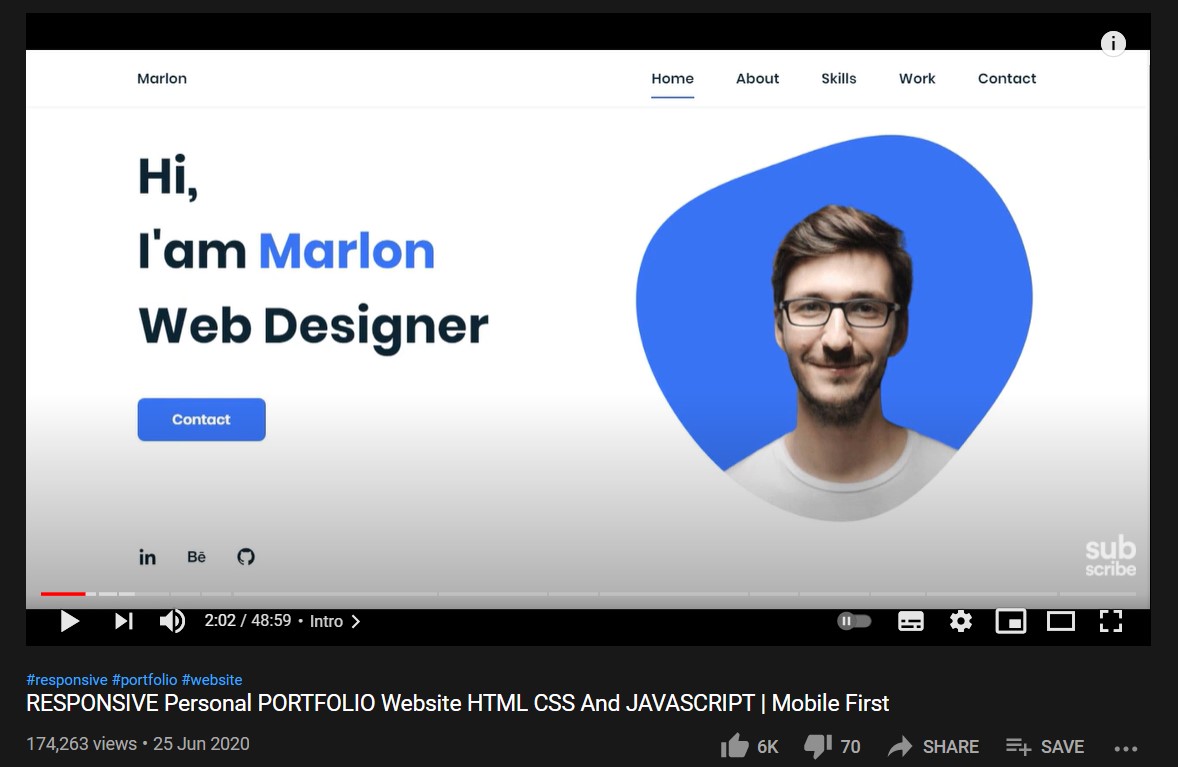 Marlon
Home About Skills Work Contact
Hi,
I'am Marlon
Web Designer
Contact
in Bē
sub
scribe
2:02 / 48:59 • Intro
#responsive #portfolio #website
RESPONSIVE Personal PORTFOLIO Website HTML CSS And JAVASCRIPT | Mobile First
174,263 views • 25 Jun 2020
6K 70 SHARE SAVE